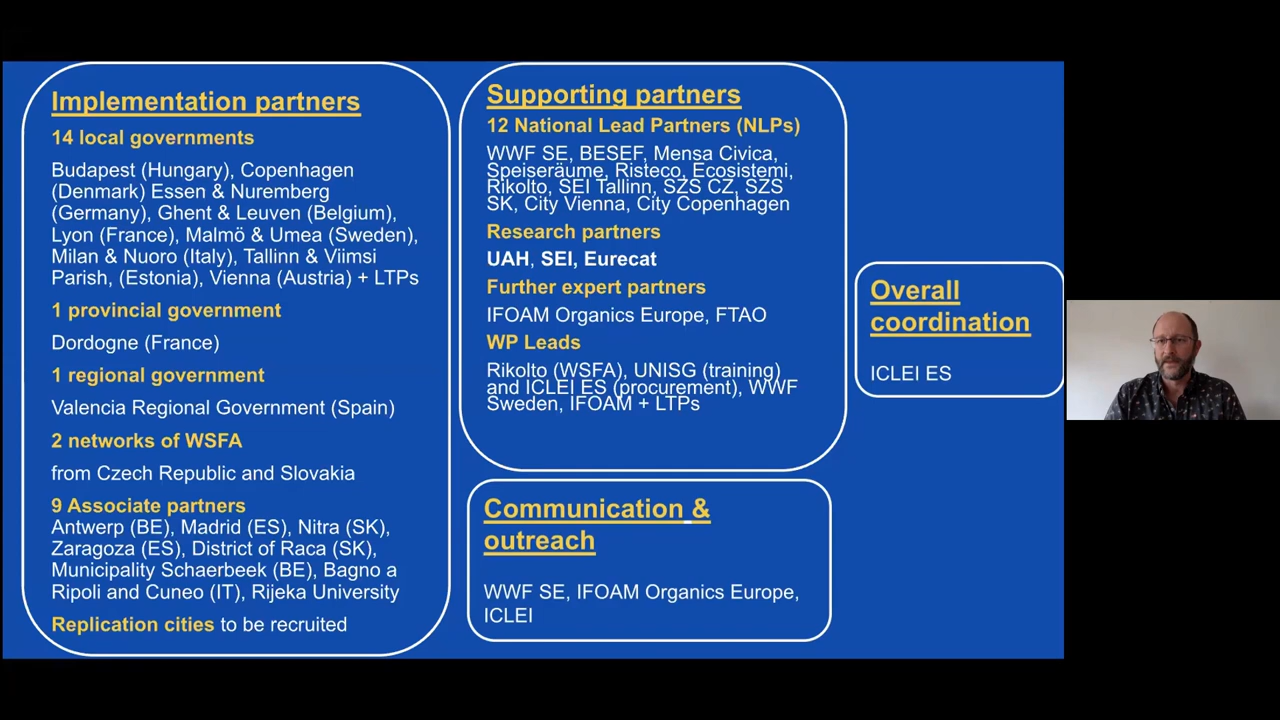 Implementation partners
14 local governments
Budapest (Hungary), Copenhagen
(Denmark) Essen & Nuremberg
(Germany), Ghent & Leuven (Belgium),
Lyon (France), Malmö & Umea (Sweden),
Milan & Nuoro (Italy), Tallinn & Viimsi
Parish, (Estonia), Vienna (Austria) + LTPs
1 provincial government
Dordogne (France)
1 regional government
Valencia Regional Government (Spain)
2 networks of WSFA
from Czech Republic and Slovakia
9 Associate partners
Antwerp (BE), Madrid (ES), Nitra (SK),
Zaragoza (ES), District of Raca (SK),
Municipality Schaerbeek (BE), Bagno a
Ripoli and Cuneo (IT), Rijeka University
Replication cities to be recruited
Supporting partners
12 National Lead Partners (NLPs)
WWF SE, BESEF, Mensa Civica,
Speiseräume, Risteco, Ecosistemi,
Rikolto, SEI Tallinn, SZS CZ, SZS
SK, City Vienna, City Copenhagen
Research partners
UAH, SEI, Eurecat
Further expert partners
IFOAM Organics Europe, FTAO
WP Leads
Rikolto (WSFA), UNISG (training)
and ICLEI ES (procurement), WWF
Sweden, IFOAM + LTPs
Communication &
outreach
WWF SE, IFOAM Organics Europe,
ICLEI
Overall
coordination
ICLEI ES